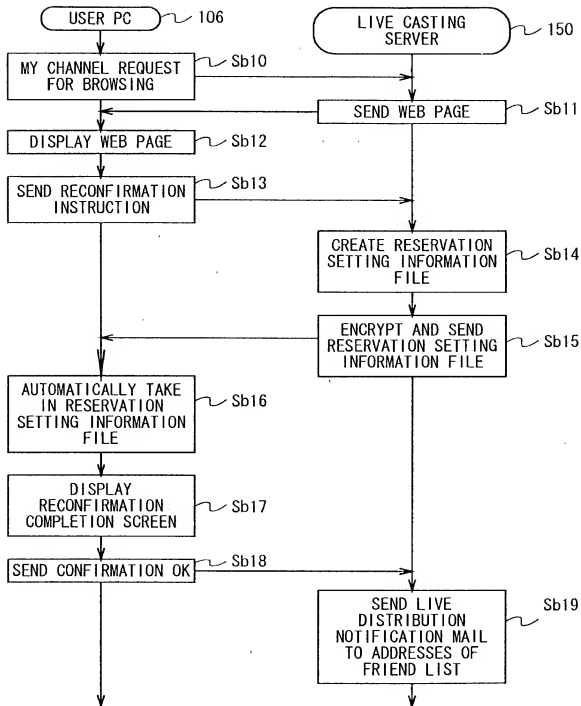 USER PC
106
LIVE CASTING
SERVER
150
MY CHANNEL REQUEST
FOR BROWSING
Sb10
SEND WEB PAGE
Sb11
DISPLAY WEB PAGE
Sb12
SEND RECONFIRMATION
INSTRUCTION
Sb13
CREATE RESERVATION
SETTING INFORMATION
FILE
Sb14
ENCRYPT AND SEND
RESERVATION SETTING
INFORMATION FILE
Sb15
AUTOMATICALLY TAKE
IN RESERVATION
SETTING INFORMATION
FILE
Sb16
DISPLAY
RECONFIRMATION
COMPLETION SCREEN
Sb17
SEND CONFIRMATION OK
Sb18
SEND LIVE
DISTRIBUTION
NOTIFICATION MAIL
TO ADDRESSES OF
FRIEND LIST
Sb19